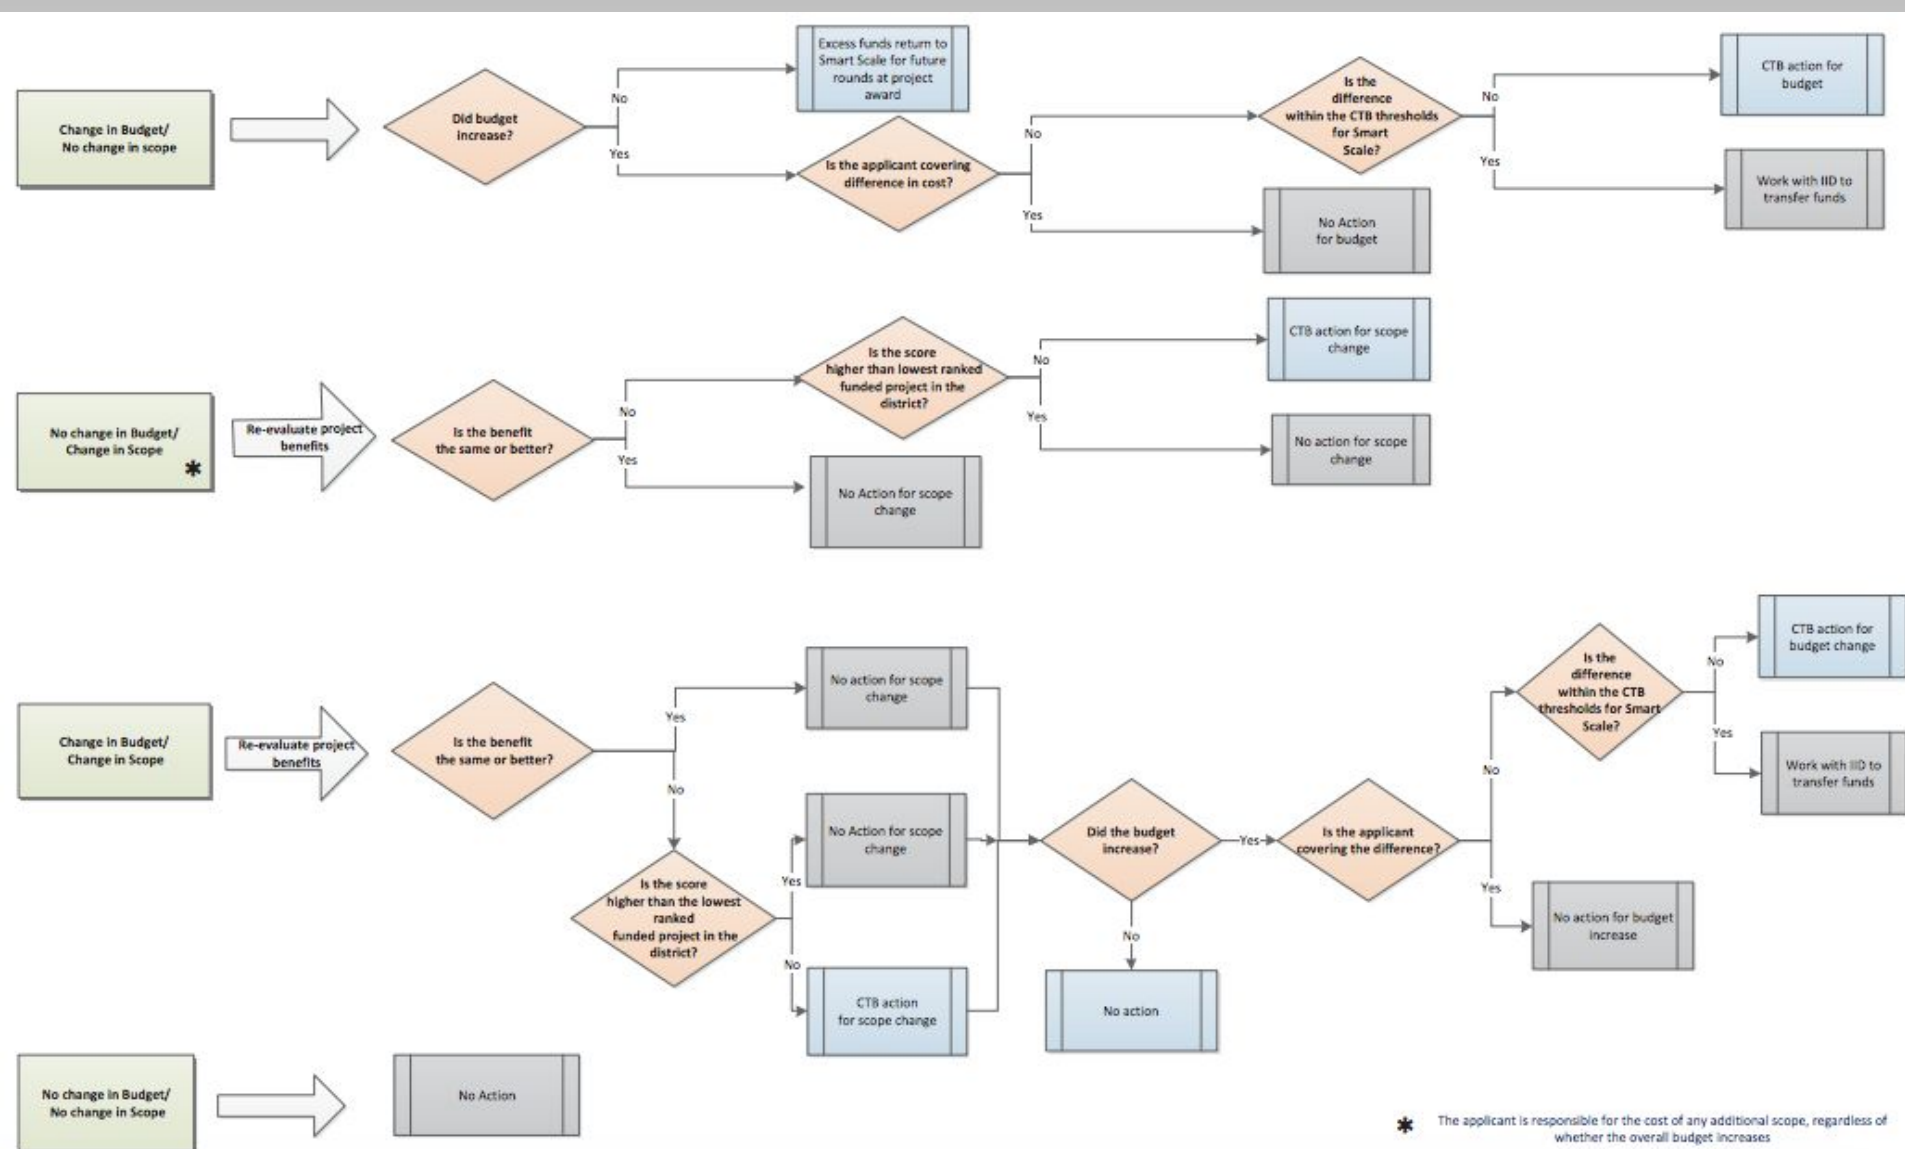 Change in Budget/
No change in scope
Did budget
increase?
No
Yes
Excess funds return to
Smart Scale for future
rounds at project
award
Is the applicant covering
difference in cost?
No
Yes
Is the
difference
within the CTB thresholds
for Smart
Scale?
No
Yes
CTB action for
budget
Work with IID to
transfer funds
No Action
for budget
No change in Budget/
Change in Scope
*
Re-evaluate project
benefits
Is the benefit
the same or better?
No
Yes
Is the score
higher than lowest ranked
funded project in the
district?
No
Yes
CTB action for scope
change
No action for scope
change
No Action for scope
change
Change in Budget/
Change in Scope
Re-evaluate project
benefits
Is the benefit
the same or better?
Yes
No
No action for scope
change
Is the score
higher than the lowest
ranked
funded project in the
district?
Yes
No
No Action for scope
change
CTB action
for scope change
Did the budget
increase?
Yes
No
No action
Is the applicant
covering the difference?
No
Yes
Is the
difference
within the CTB
thresholds for Smart
Scale?
No
Yes
CTB action for
budget change
Work with IID to
transfer funds
No action for budget
increase
No change in Budget/
No change in Scope
No Action
* The applicant is responsible for the cost of any additional scope, regardless of
whether the overall budget increases